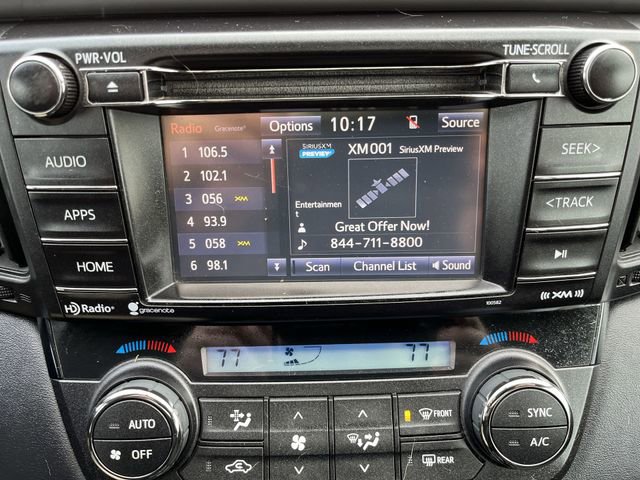 PWR•VOL
TUNE•SCROLL
AUDIO
APPS
HOME
HD Radio
gracenote
Radio Gracenote
Options 10:17 Source
1 106.5
2 102.1
3 056 XM
4 93.9
5 058 XM
6 98.1
SIRIUSXM PREVIEW
XM001 SiriusXM Preview
Entertainmen
t
Great Offer Now!
844-711-8800
Scan Channel List Sound
SEEK>
<TRACK
XM
100582
77 77
AUTO
OFF
FRONT
REAR
SYNC
A/C